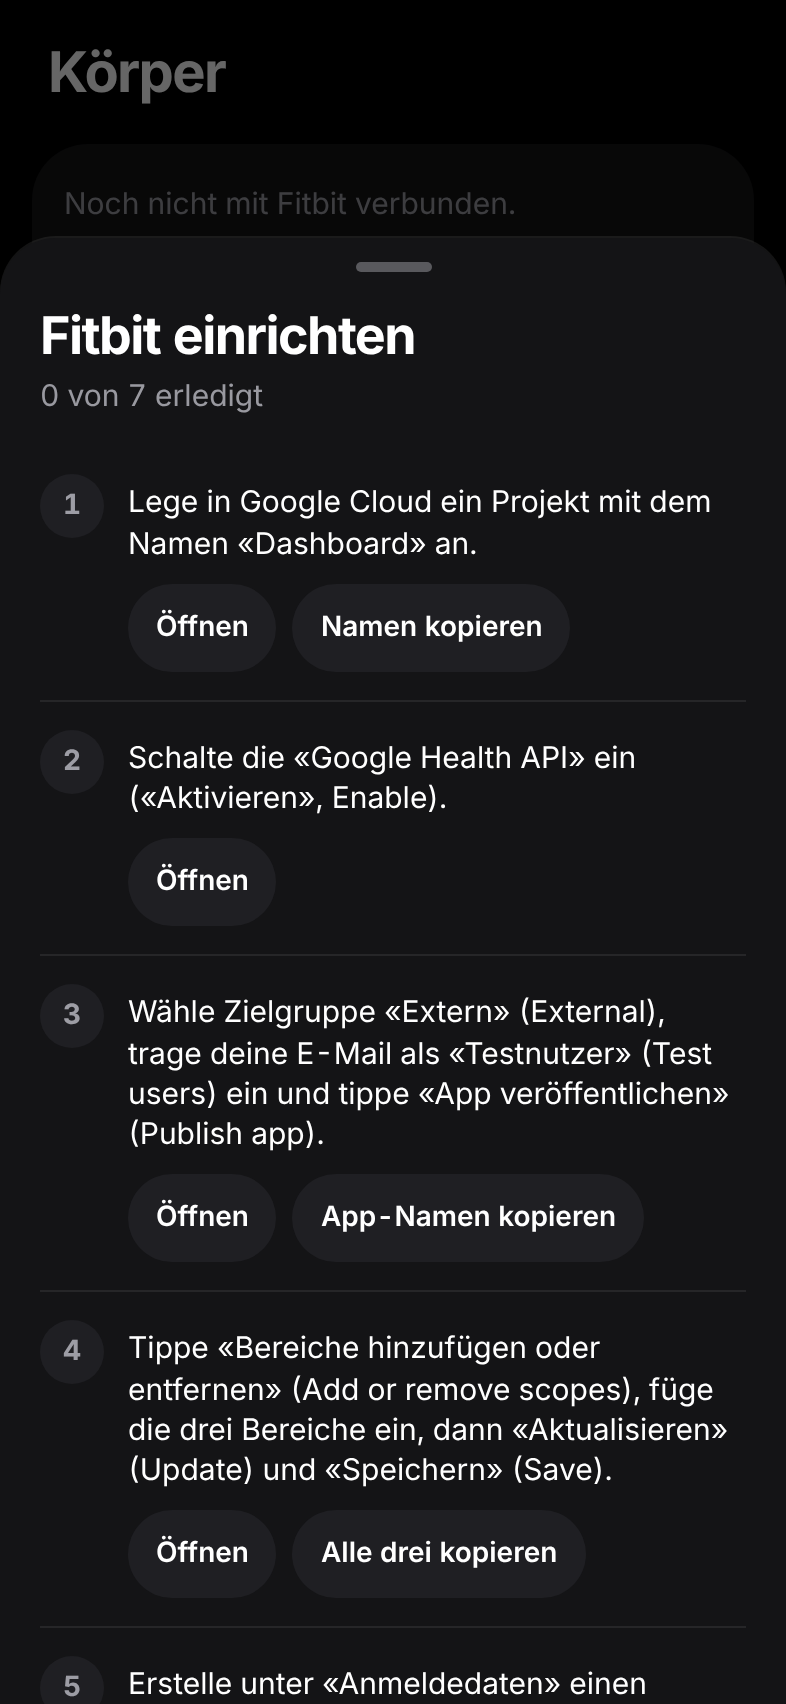 Körper
Noch nicht mit Fitbit verbunden.
Fitbit einrichten
0 von 7 erledigt
1
Lege in Google Cloud ein Projekt mit dem
Namen «Dashboard» an.
Öffnen
Namen kopieren
2
Schalte die «Google Health API» ein
(«Aktivieren», Enable).
Öffnen
3
Wähle Zielgruppe «Extern» (External),
trage deine E-Mail als «Testnutzer» (Test
users) ein und tippe «App veröffentlichen»
(Publish app).
Öffnen
App-Namen kopieren
4
Tippe «Bereiche hinzufügen oder
entfernen» (Add or remove scopes), füge
die drei Bereiche ein, dann «Aktualisieren»
(Update) und «Speichern» (Save).
Öffnen
Alle drei kopieren
5
Erstelle unter «Anmeldedaten» einen